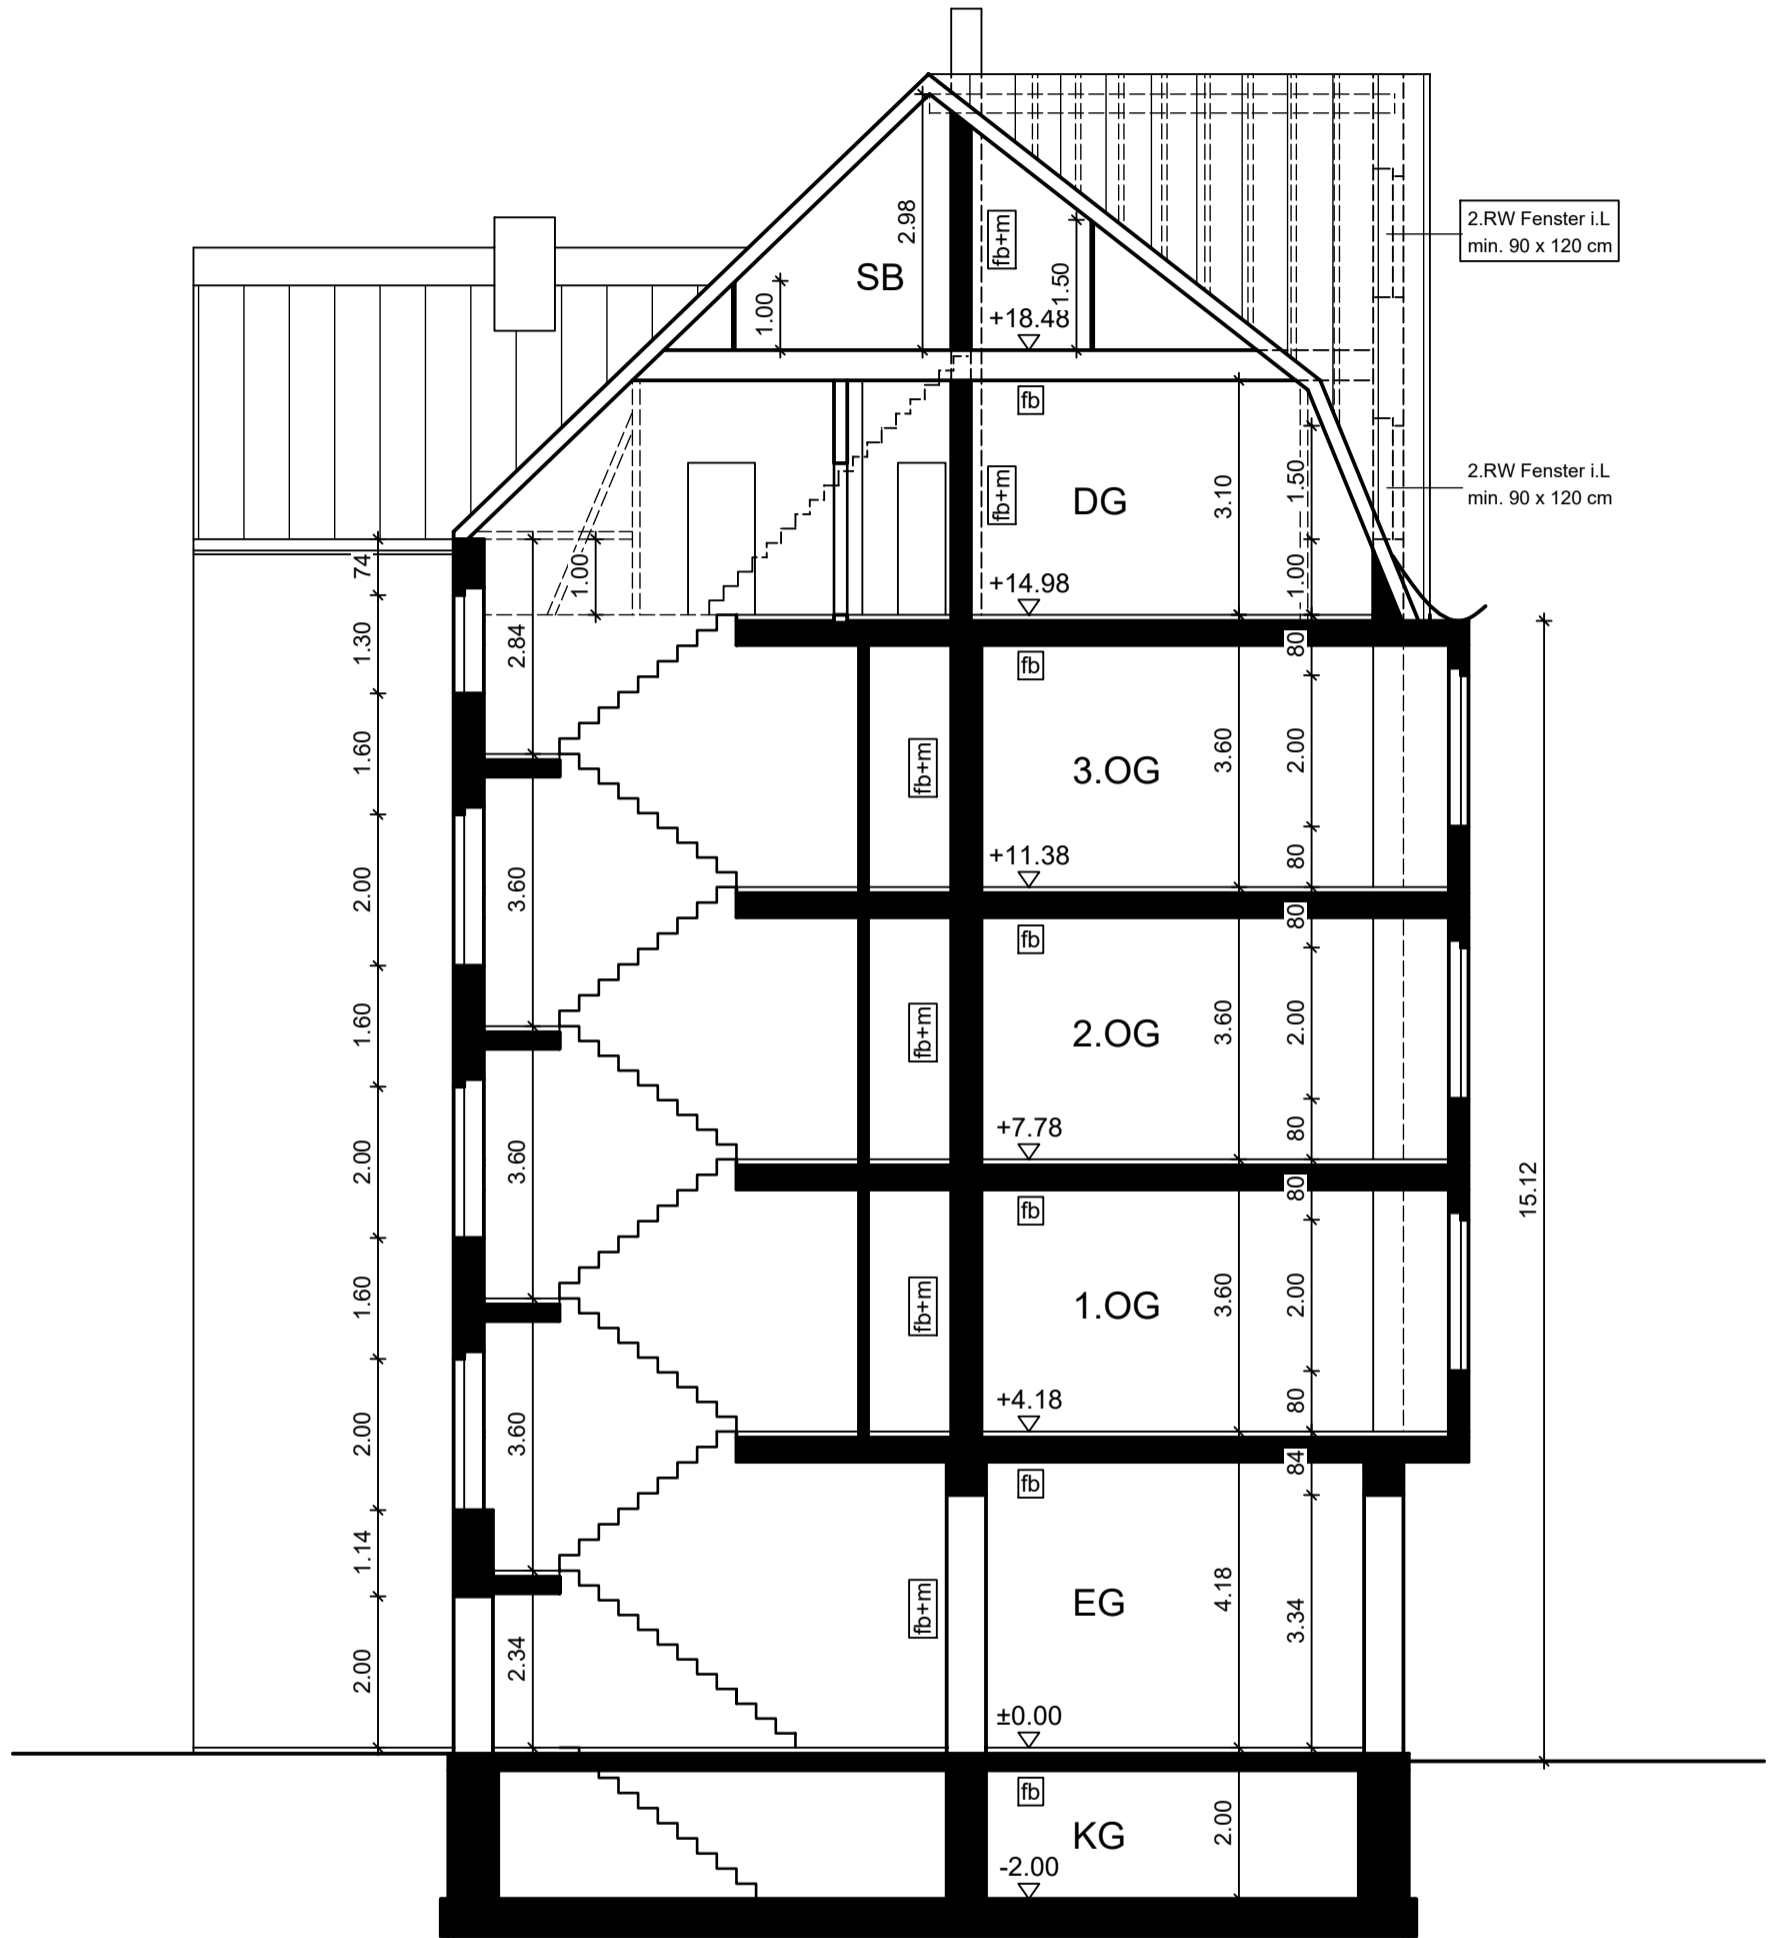 2.RW Fenster i.L
min. 90 x 120 cm
2.98
fb+m
SB
1.00
1.50
+18.48
fb
2.RW Fenster i.L
min. 90 x 120 cm
fb+m
DG
3.10
1.50
74
1.00
1.00
+14.98
1.30
2.84
80
fb
1.60
fb+m
3.OG
3.60
2.00
+11.38
80
2.00
3.60
80
fb
1.60
fb+m
2.OG
3.60
2.00
+7.78
80
2.00
3.60
80
15.12
fb
1.60
fb+m
1.OG
3.60
2.00
+4.18
80
2.00
3.60
84
fb
1.14
fb+m
EG
4.18
3.34
2.00
2.34
±0.00
fb
KG
2.00
-2.00